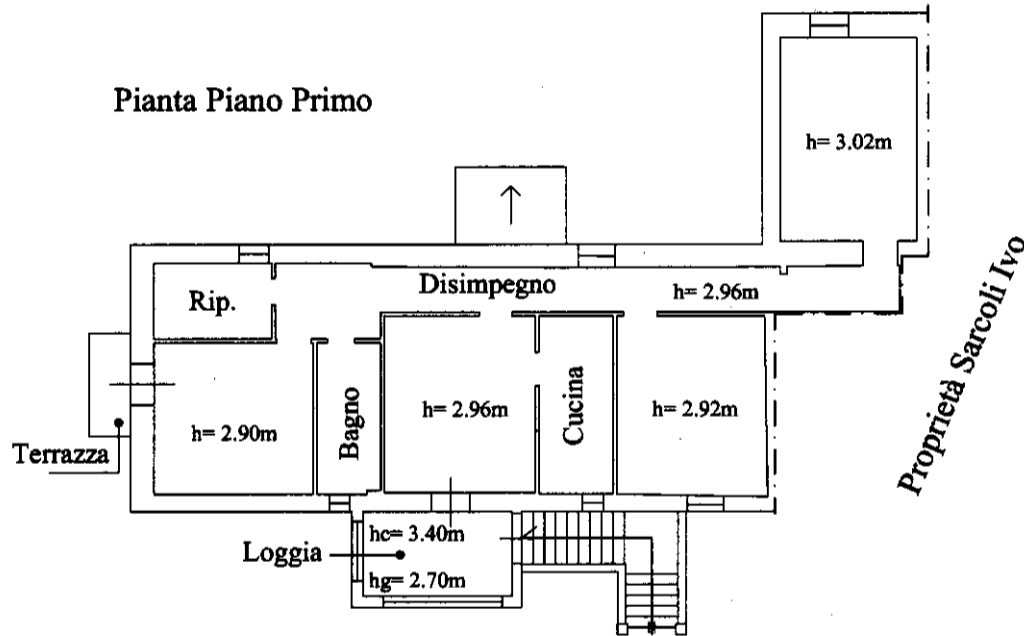 Pianta Piano Primo
h= 3.02m
Disimpegno
h= 2.96m
Rip.
Proprietà Sarcoli Ivo
h= 2.90m
Bagno
h= 2.96m
Cucina
h= 2.92m
Terrazza
hc= 3.40m
Loggia
hg= 2.70m